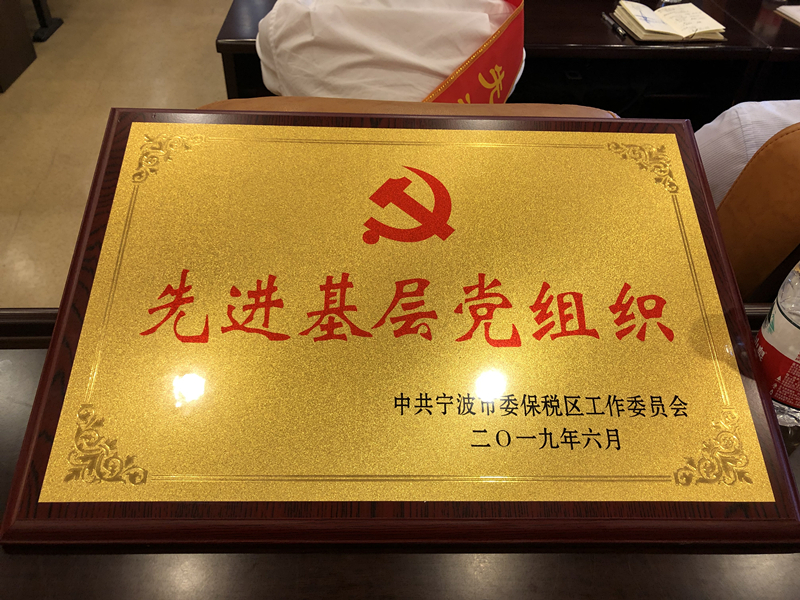 先进基层党组织
中共宁波市委保税区工作委员会
二〇一九年六月
先